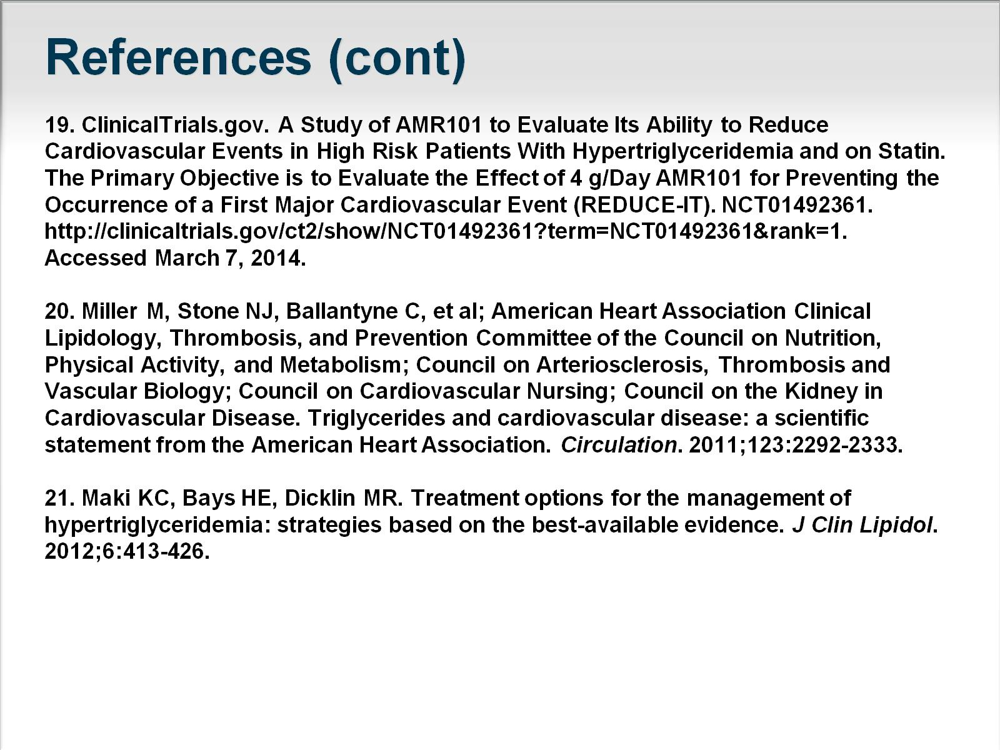 References (cont)
19. ClinicalTrials.gov. A Study of AMR101 to Evaluate Its Ability to Reduce
Cardiovascular Events in High Risk Patients With Hypertriglyceridemia and on Statin.
The Primary Objective is to Evaluate the Effect of 4 g/Day AMR101 for Preventing the
Occurrence of a First Major Cardiovascular Event (REDUCE-IT). NCT01492361.
http://clinicaltrials.gov/ct2/show/NCT01492361?term=NCT01492361&rank=1.
Accessed March 7, 2014.
20. Miller M, Stone NJ, Ballantyne C, et al; American Heart Association Clinical
Lipidology, Thrombosis, and Prevention Committee of the Council on Nutrition,
Physical Activity, and Metabolism; Council on Arteriosclerosis, Thrombosis and
Vascular Biology; Council on Cardiovascular Nursing; Council on the Kidney in
Cardiovascular Disease. Triglycerides and cardiovascular disease: a scientific
statement from the American Heart Association. Circulation. 2011;123:2292-2333.
21. Maki KC, Bays HE, Dicklin MR. Treatment options for the management of
hypertriglyceridemia: strategies based on the best-available evidence. J Clin Lipidol.
2012;6:413-426.